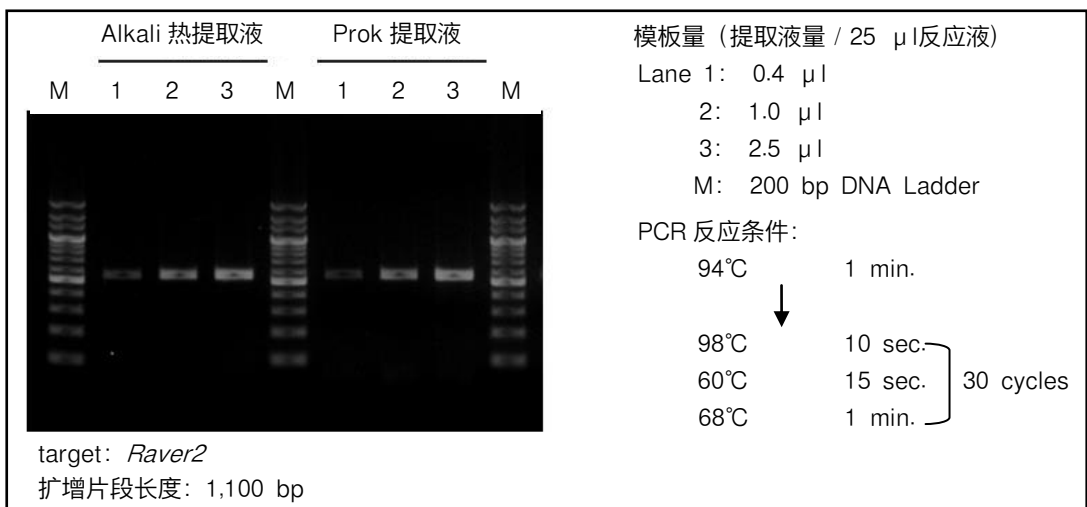 Alkali 热提取液 Prok 提取液
M 1 2 3 M 1 2 3 M
target: Raver2
扩增片段长度: 1,100 bp
模板量（提取液量 / 25 μl反应液）
Lane 1: 0.4 μl
2: 1.0 μl
3: 2.5 μl
M: 200 bp DNA Ladder
PCR 反应条件:
94℃ 1 min.
98℃ 10 sec.
60℃ 15 sec. 30 cycles
68℃ 1 min.